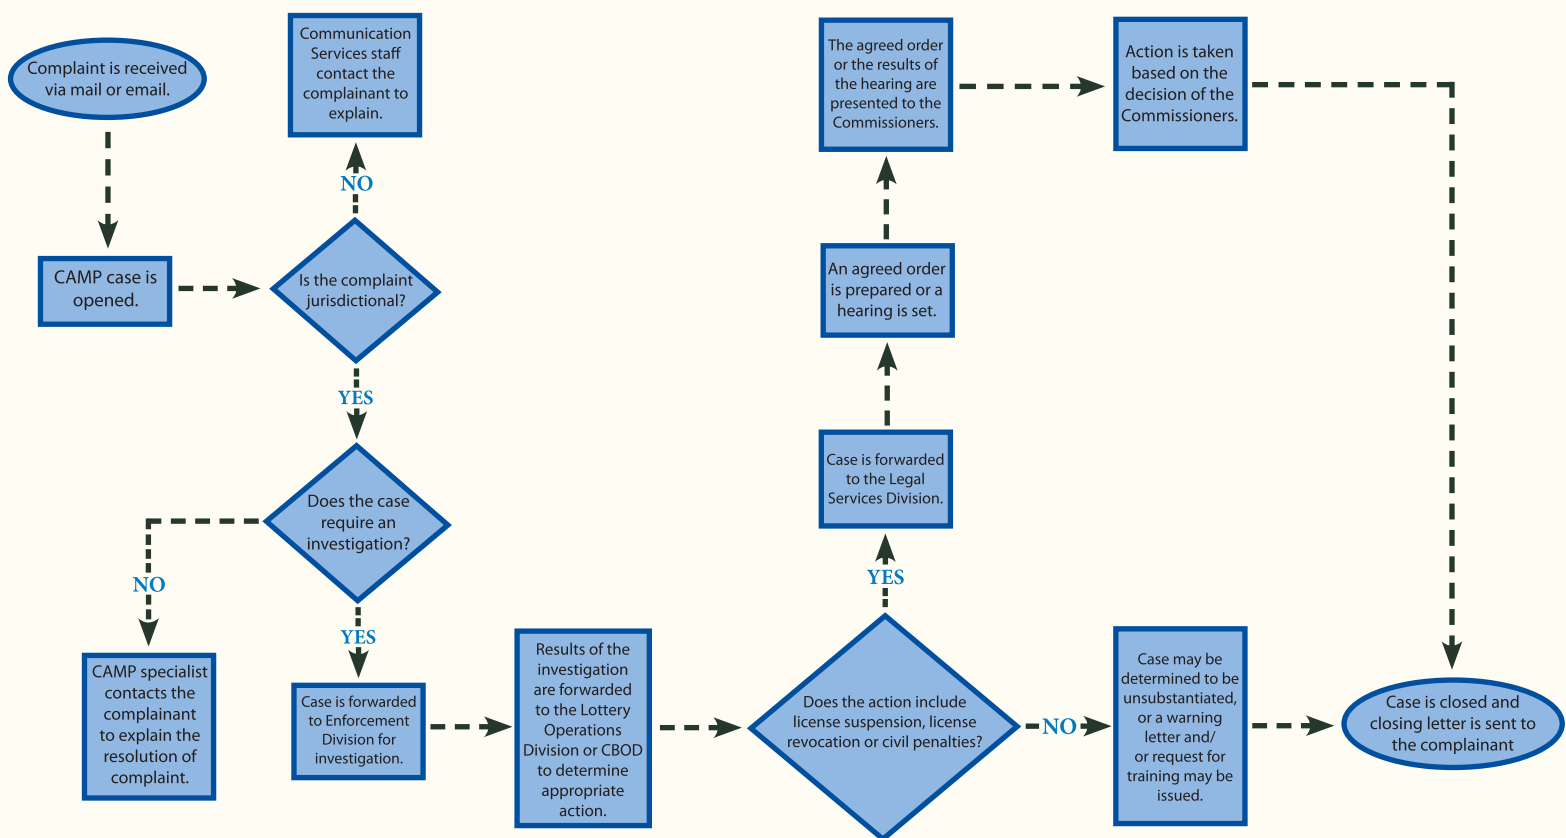 Complaint is received
via mail or email.
CAMP case is
opened.
Communication
Services staff
contact the
complainant to
explain.
NO
Is the complaint
jurisdictional?
YES
Does the case
require an
investigation?
NO
CAMP specialist
contacts the
complainant
to explain the
resolution of
complaint.
YES
Case is forwarded
to Enforcement
Division for
investigation.
Results of the
investigation
are forwarded
to the Lottery
Operations
Division or CBOD
to determine
appropriate
action.
Does the action include
license suspension, license
revocation or civil penalties?
YES
Case is forwarded
to the Legal
Services Division.
An agreed order
is prepared or a
hearing is set.
The agreed order
or the results of
the hearing are
presented to the
Commissioners.
Action is taken
based on the
decision of the
Commissioners.
NO
Case may be
determined to be
unsubstantiated,
or a warning
letter and/
or request for
training may be
issued.
Case is closed and
closing letter is sent to
the complainant